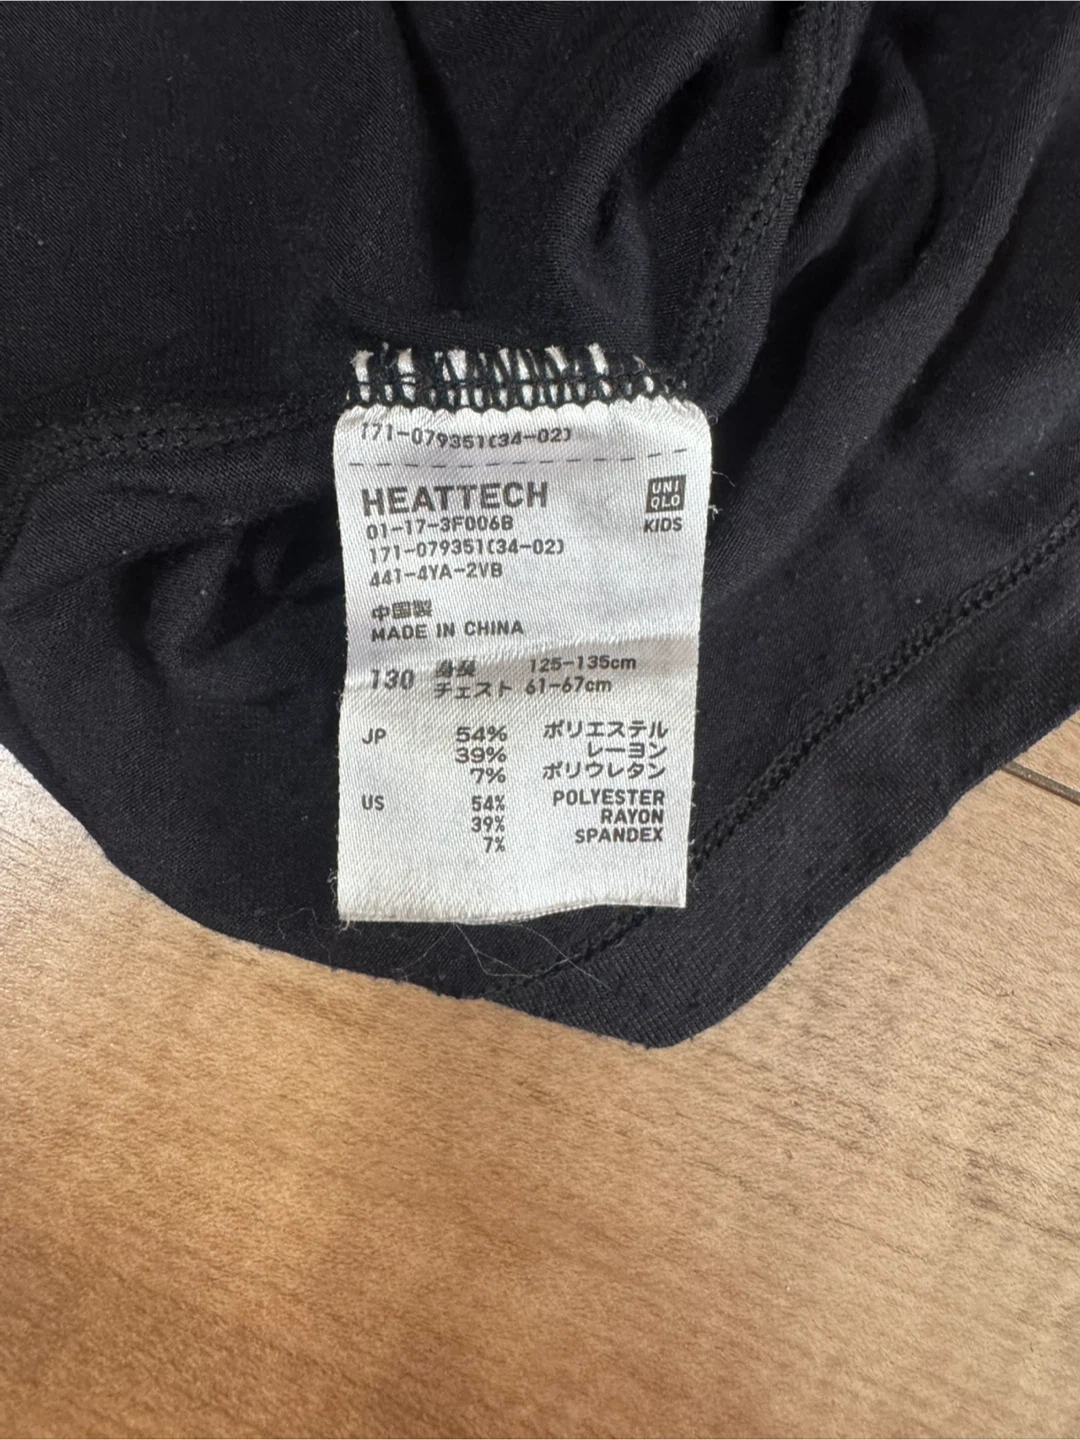 171-079351(34-02)
HEATTECH
UNI
QLO
KIDS
01-17-3F006B
171-079351(34-02)
441-4YA-2VB
中国製
MADE IN CHINA
130 身長 125-135cm
チェスト 61-67cm
JP 54% ポリエステル
39% レーヨン
7% ポリウレタン
US 54% POLYESTER
39% RAYON
7% SPANDEX